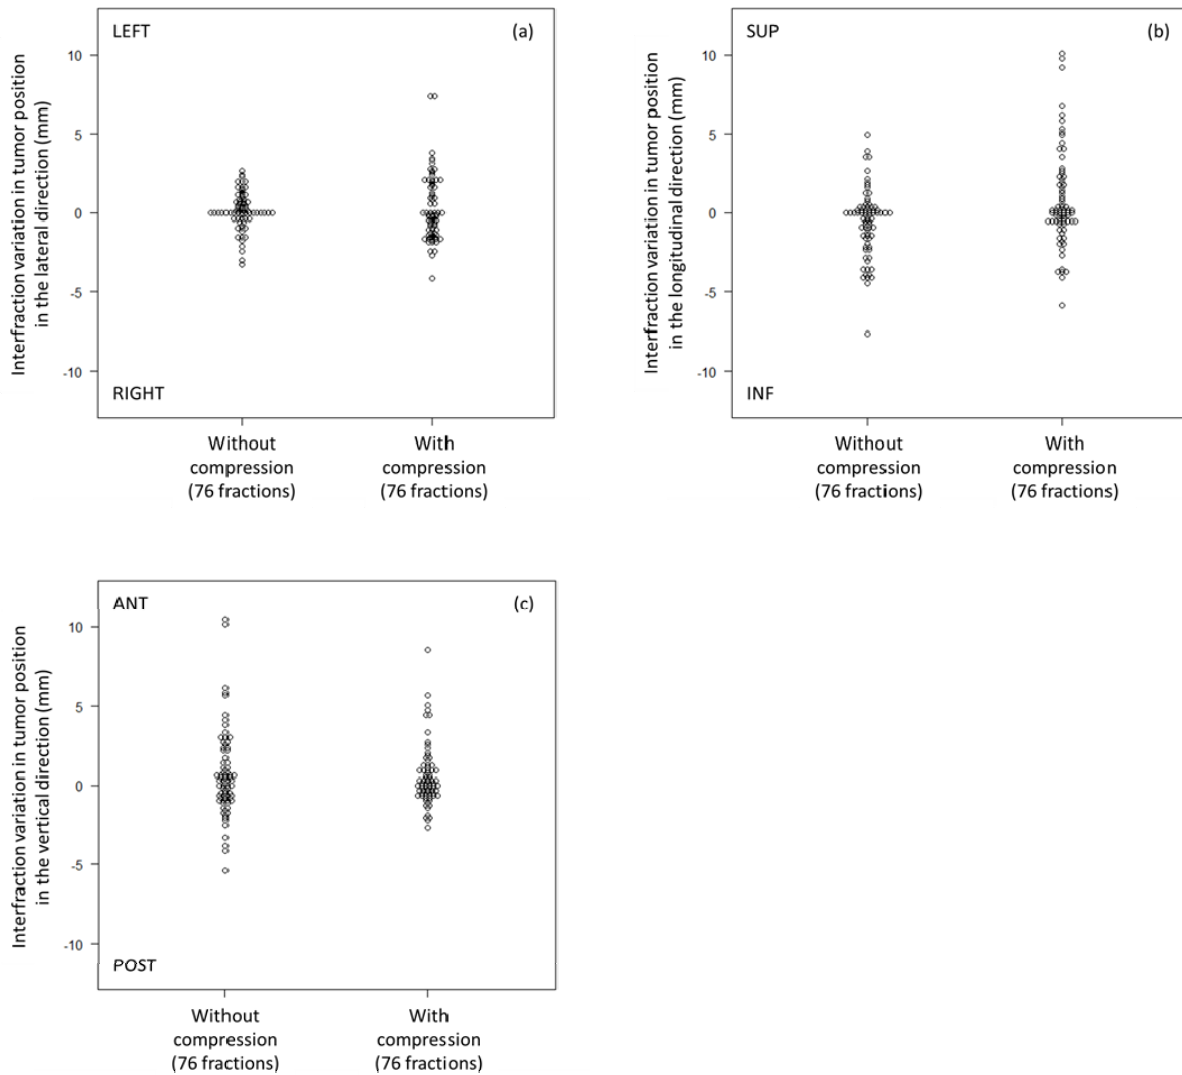 LEFT
(a)
10
5
0
-5
-10
Interfraction variation in tumor position
in the lateral direction (mm)
RIGHT
Without
compression
(76 fractions)
With
compression
(76 fractions)
SUP
(b)
10
5
0
-5
-10
Interfraction variation in tumor position
in the longitudinal direction (mm)
INF
Without
compression
(76 fractions)
With
compression
(76 fractions)
ANT
(c)
10
5
0
-5
-10
Interfraction variation in tumor position
in the vertical direction (mm)
POST
Without
compression
(76 fractions)
With
compression
(76 fractions)